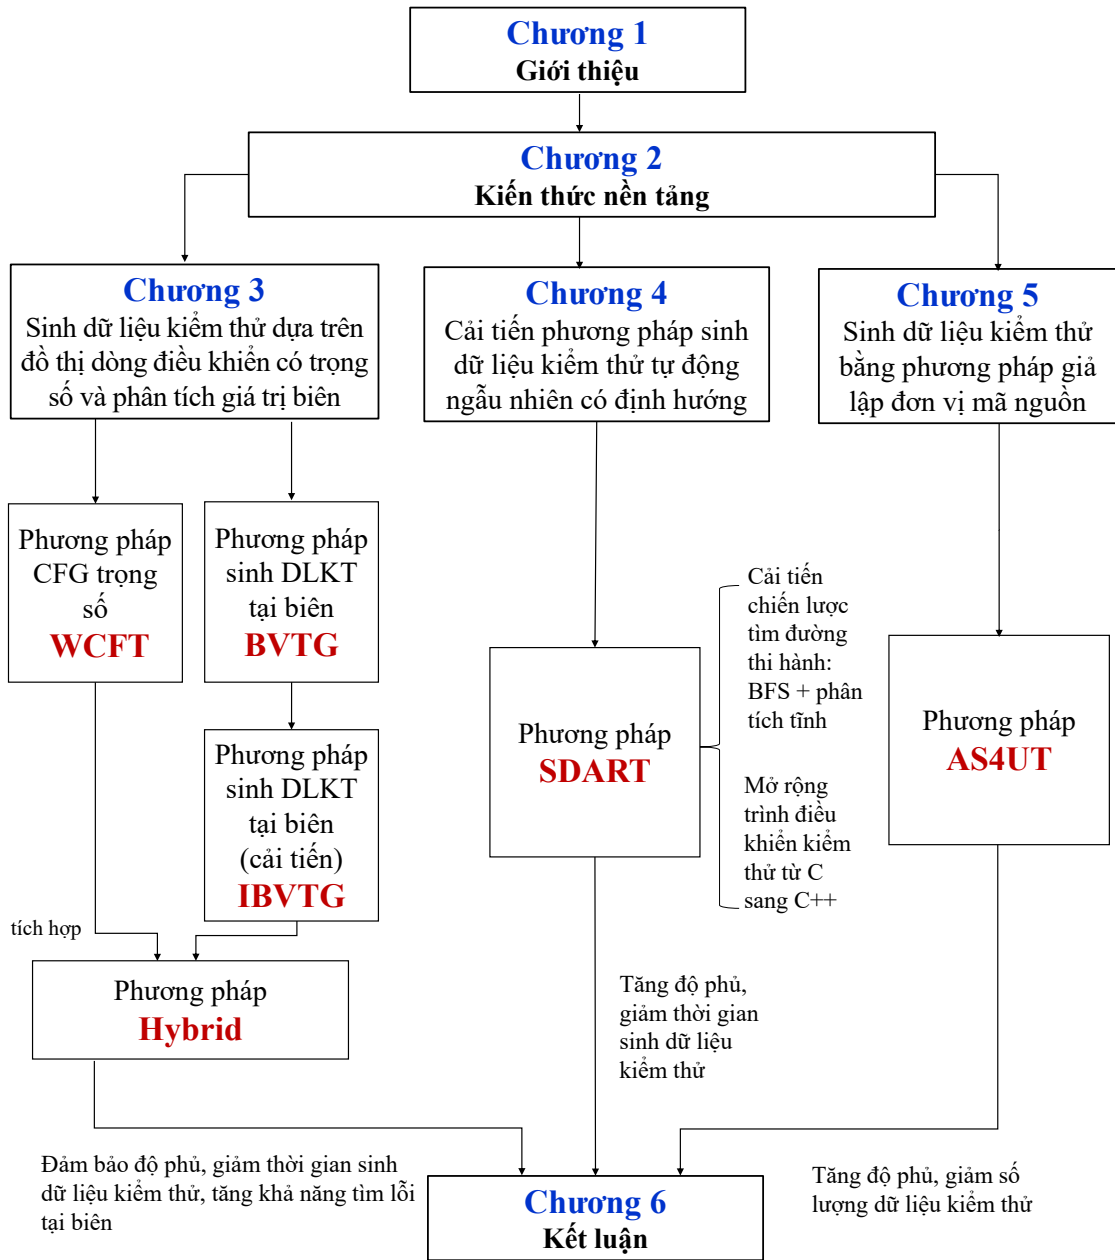 Chương 1
Giới thiệu
Chương 2
Kiến thức nền tảng
Chương 3
Sinh dữ liệu kiểm thử dựa trên
đồ thị dòng điều khiển có trọng
số và phân tích giá trị biên
Chương 4
Cải tiến phương pháp sinh
dữ liệu kiểm thử tự động
ngẫu nhiên có định hướng
Chương 5
Sinh dữ liệu kiểm thử
bằng phương pháp giả
lập đơn vị mã nguồn
Phương pháp
CFG trọng
số
WCFT
Phương pháp
sinh DLKT
tại biên
BVTG
Phương pháp
sinh DLKT
tại biên
(cải tiến)
IBVTG
tích hợp
Phương pháp
Hybrid
Phương pháp
SDART
Cải tiến
chiến lược
tìm đường
thi hành:
BFS + phân
tích tĩnh
Mở rộng
trình điều
khiển kiểm
thử từ C
sang C++
Phương pháp
AS4UT
Tăng độ phủ,
giảm thời gian
sinh dữ liệu
kiểm thử
Đảm bảo độ phủ, giảm thời gian sinh
dữ liệu kiểm thử, tăng khả năng tìm lỗi
tại biên
Tăng độ phủ, giảm số
lượng dữ liệu kiểm thử
Chương 6
Kết luận